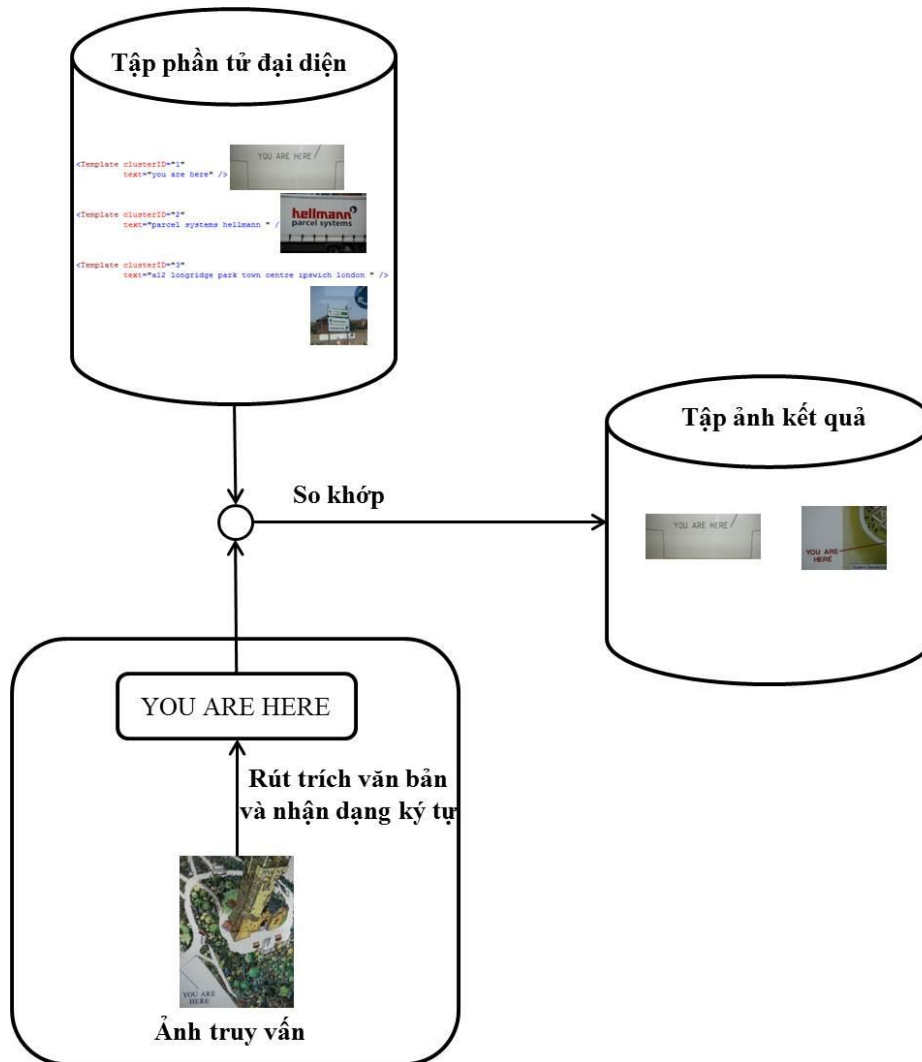 Tập phần tử đại diện
<Template clusterID="1"
text="you are here" />
YOU ARE HERE
<Template clusterID="2"
text="parcel systems hellmann " />
hellmann
parcel systems
<Template clusterID="3"
text="a12 longridge park town centre ipswich london " />
Tập ảnh kết quả
So khớp
YOU ARE HERE
YOU ARE
HERE
YOU ARE HERE
Rút trích văn bản
và nhận dạng ký tự
YOU ARE
HERE
Ảnh truy vấn